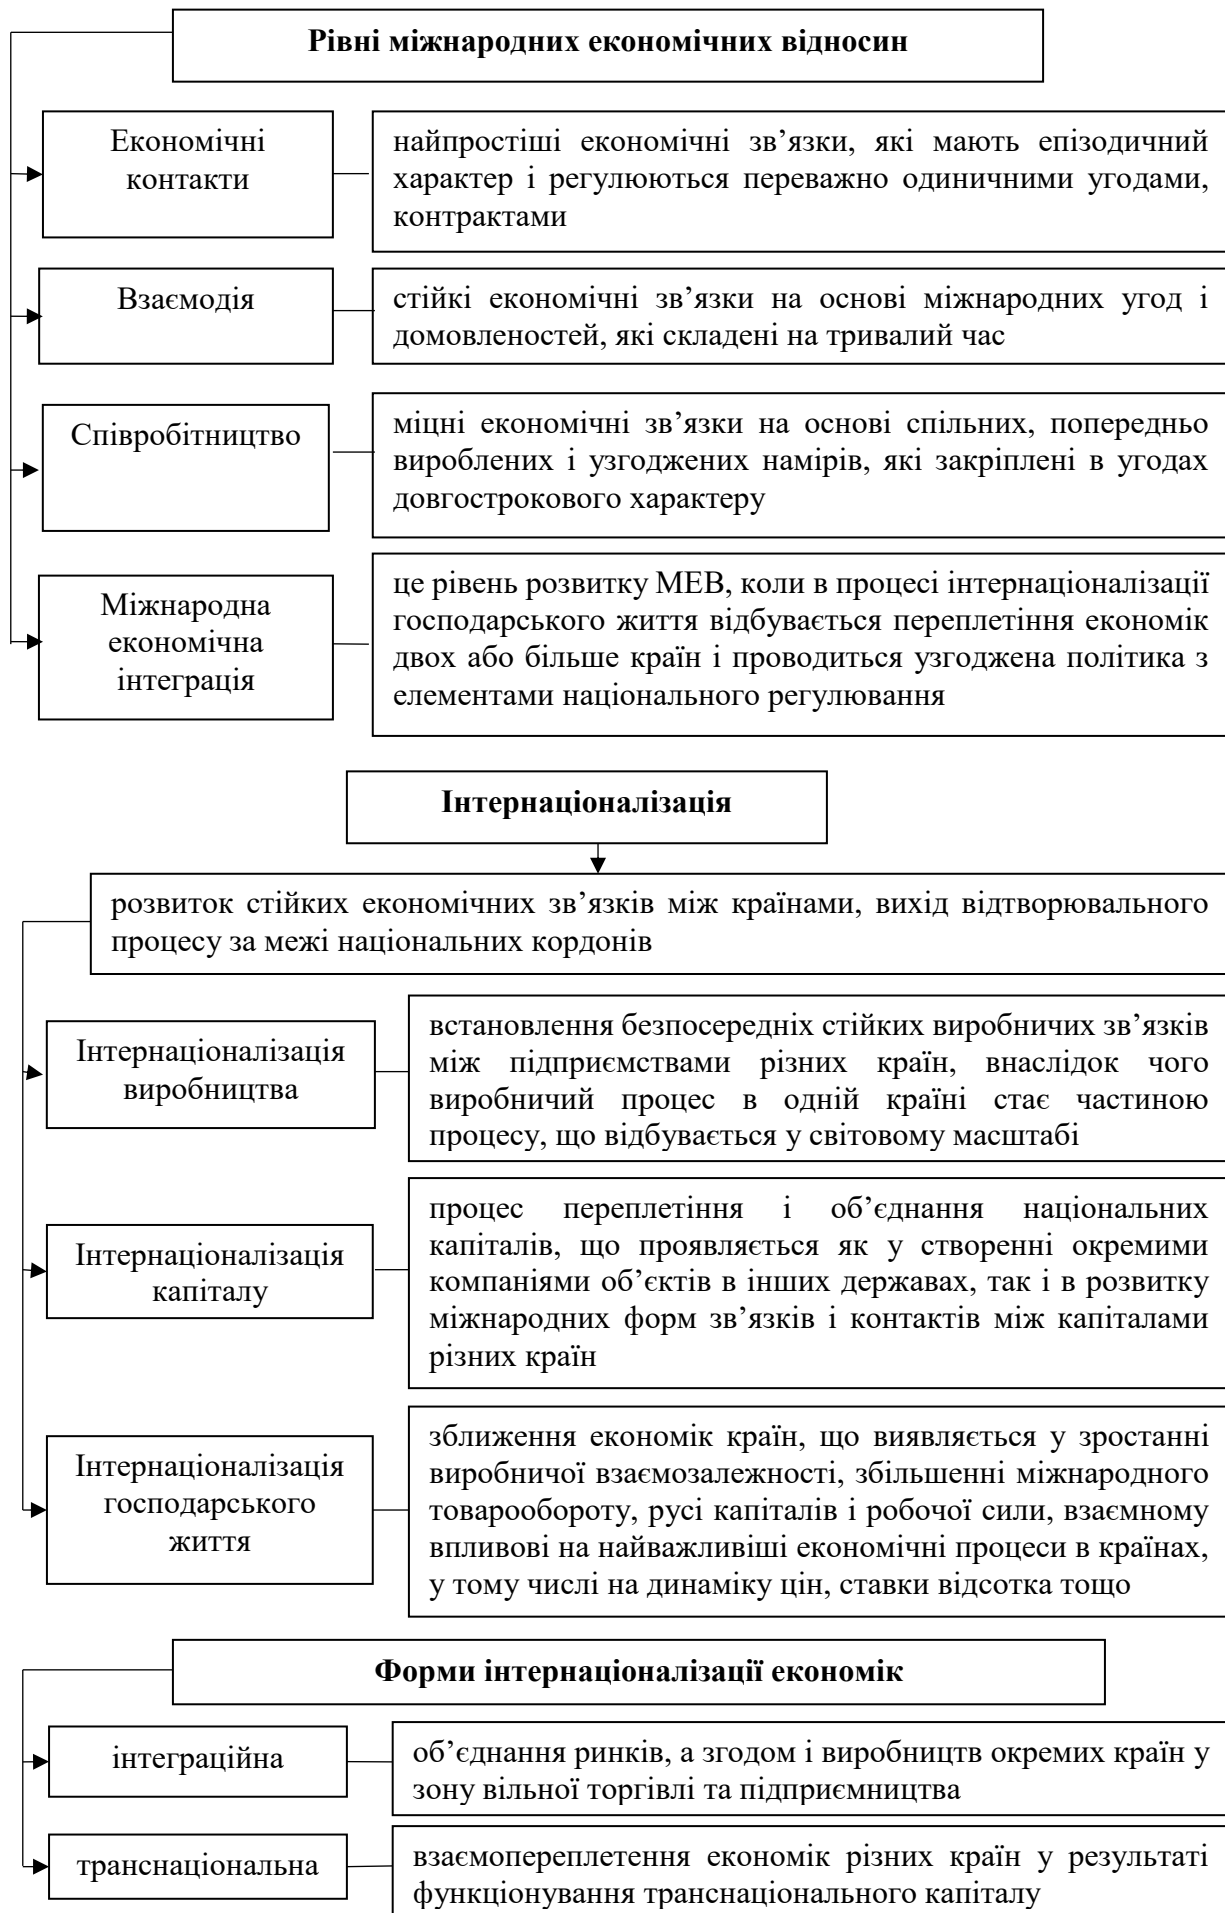 Рівні міжнародних економічних відносин
Економічні
контакти
найпростіші економічні зв’язки, які мають епізодичний
характер і регулюються переважно одиничними угодами,
контрактами
Взаємодія
стійкі економічні зв’язки на основі міжнародних угод і
домовленостей, які складені на тривалий час
Співробітництво
міцні економічні зв’язки на основі спільних, попередньо
вироблених і узгоджених намірів, які закріплені в угодах
довгострокового характеру
Міжнародна
економічна
інтеграція
це рівень розвитку МЕВ, коли в процесі інтернаціоналізації
господарського життя відбувається переплетіння економік
двох або більше країн і проводиться узгоджена політика з
елементами національного регулювання
Інтернаціоналізація
розвиток стійких економічних зв’язків між країнами, вихід відтворювального
процесу за межі національних кордонів
Інтернаціоналізація
виробництва
встановлення безпосередніх стійких виробничих зв’язків
між підприємствами різних країн, внаслідок чого
виробничий процес в одній країні стає частиною
процесу, що відбувається у світовому масштабі
Інтернаціоналізація
капіталу
процес переплетіння і об’єднання національних
капіталів, що проявляється як у створенні окремими
компаніями об’єктів в інших державах, так і в розвитку
міжнародних форм зв’язків і контактів між капіталами
різних країн
Інтернаціоналізація
господарського
життя
зближення економік країн, що виявляється у зростанні
виробничої взаємозалежності, збільшенні міжнародного
товарообороту, русі капіталів і робочої сили, взаємному
впливові на найважливіші економічні процеси в країнах,
у тому числі на динаміку цін, ставки відсотка тощо
Форми інтернаціоналізації економік
інтеграційна
об’єднання ринків, а згодом і виробництв окремих країн у
зону вільної торгівлі та підприємництва
транснаціональна
взаємопереплетення економік різних країн у результаті
функціонування транснаціонального капіталу